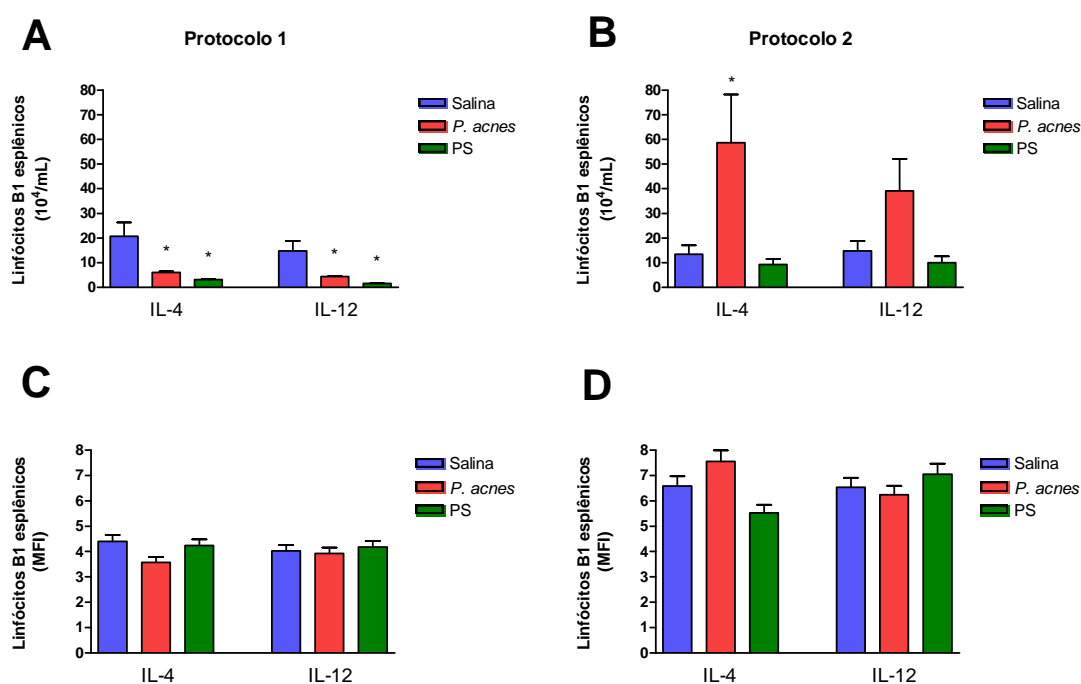 A
Protocolo 1
Linfócitos B1 esplênicos
(10⁴/mL)
80
70
60
50
40
30
20
10
0
*
*
*
*
IL-4
IL-12
Salina
P. acnes
PS
B
Protocolo 2
Linfócitos B1 esplênicos
(10⁴/mL)
80
70
60
50
40
30
20
10
0
*
IL-4
IL-12
Salina
P. acnes
PS
C
Linfócitos B1 esplênicos
(MFI)
8
7
6
5
4
3
2
1
0
IL-4
IL-12
Salina
P. acnes
PS
D
Linfócitos B1 esplênicos
(MFI)
8
7
6
5
4
3
2
1
0
IL-4
IL-12
Salina
P. acnes
PS